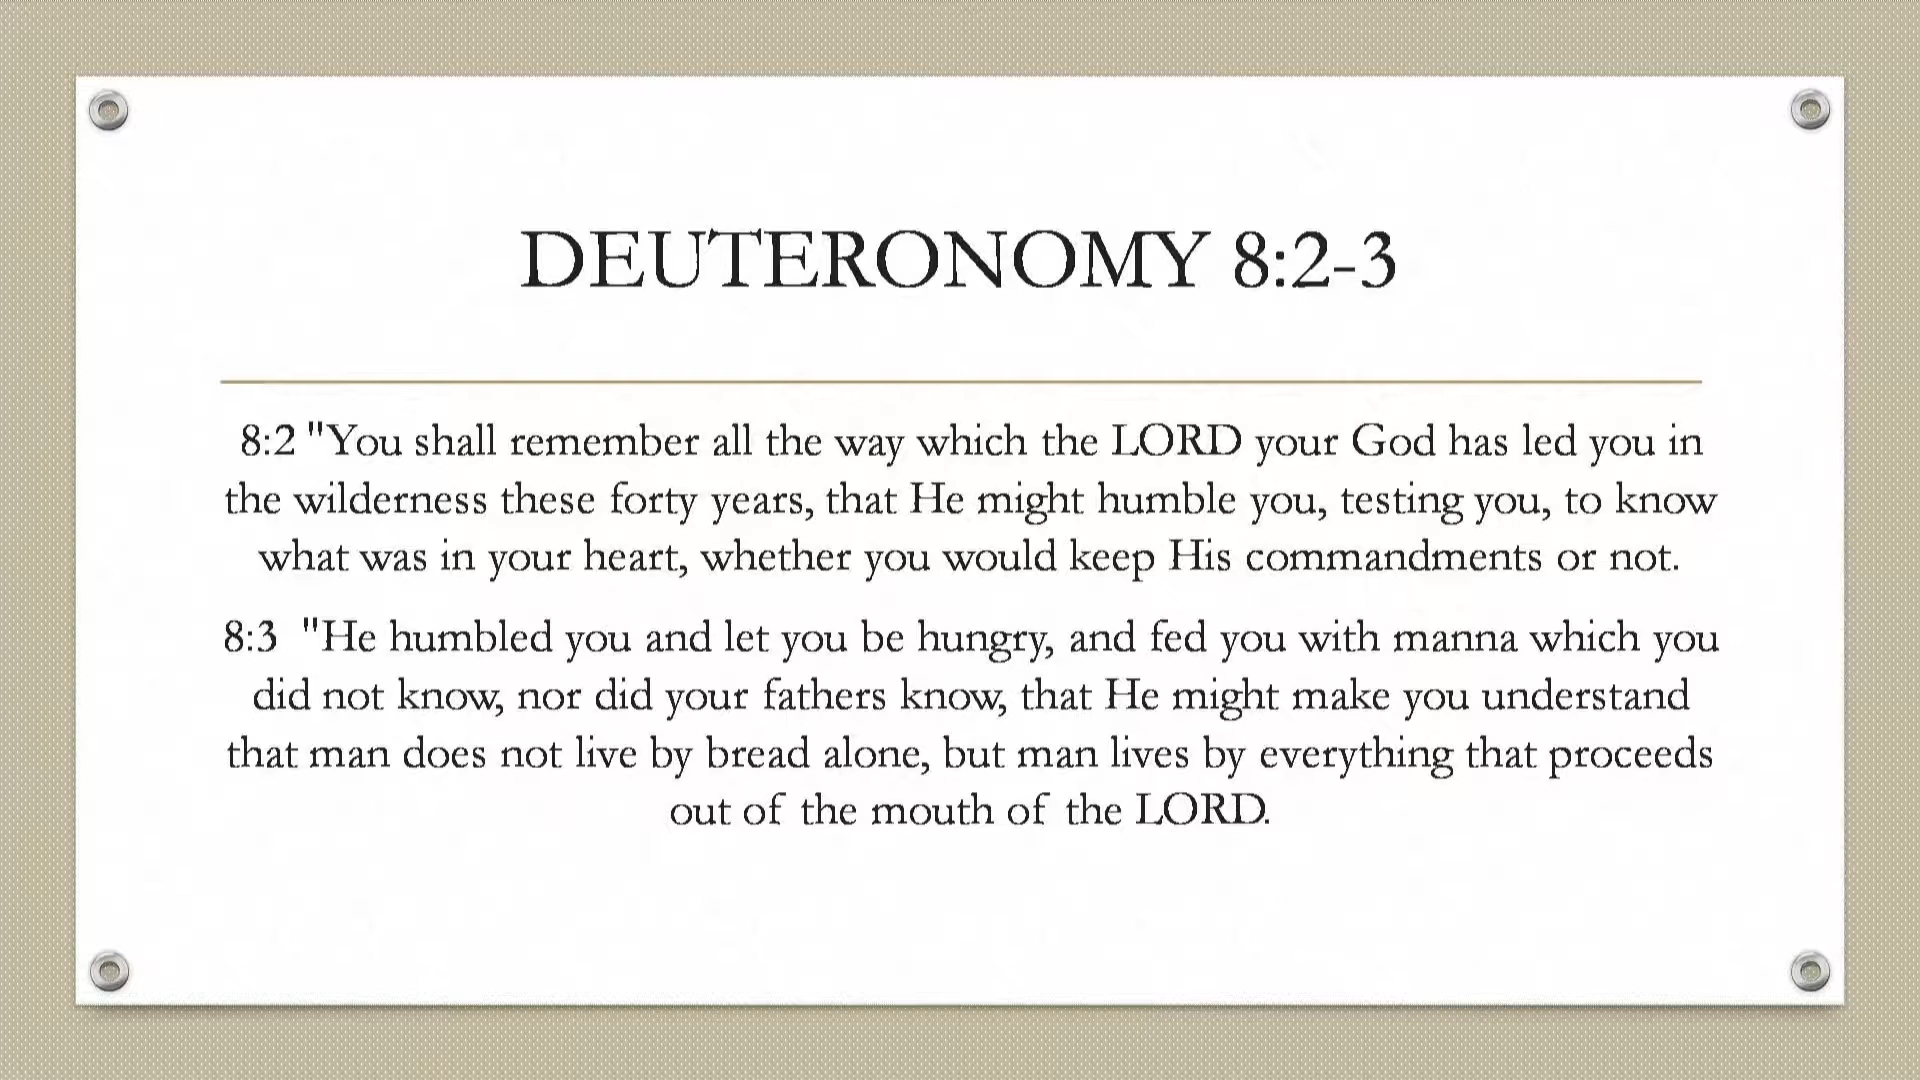 DEUTERONOMY 8:2-3
8:2 "You shall remember all the way which the LORD your God has led you in
the wilderness these forty years, that He might humble you, testing you, to know
what was in your heart, whether you would keep His commandments or not.
8:3  "He humbled you and let you be hungry, and fed you with manna which you
did not know, nor did your fathers know, that He might make you understand
that man does not live by bread alone, but man lives by everything that proceeds
out of the mouth of the LORD.